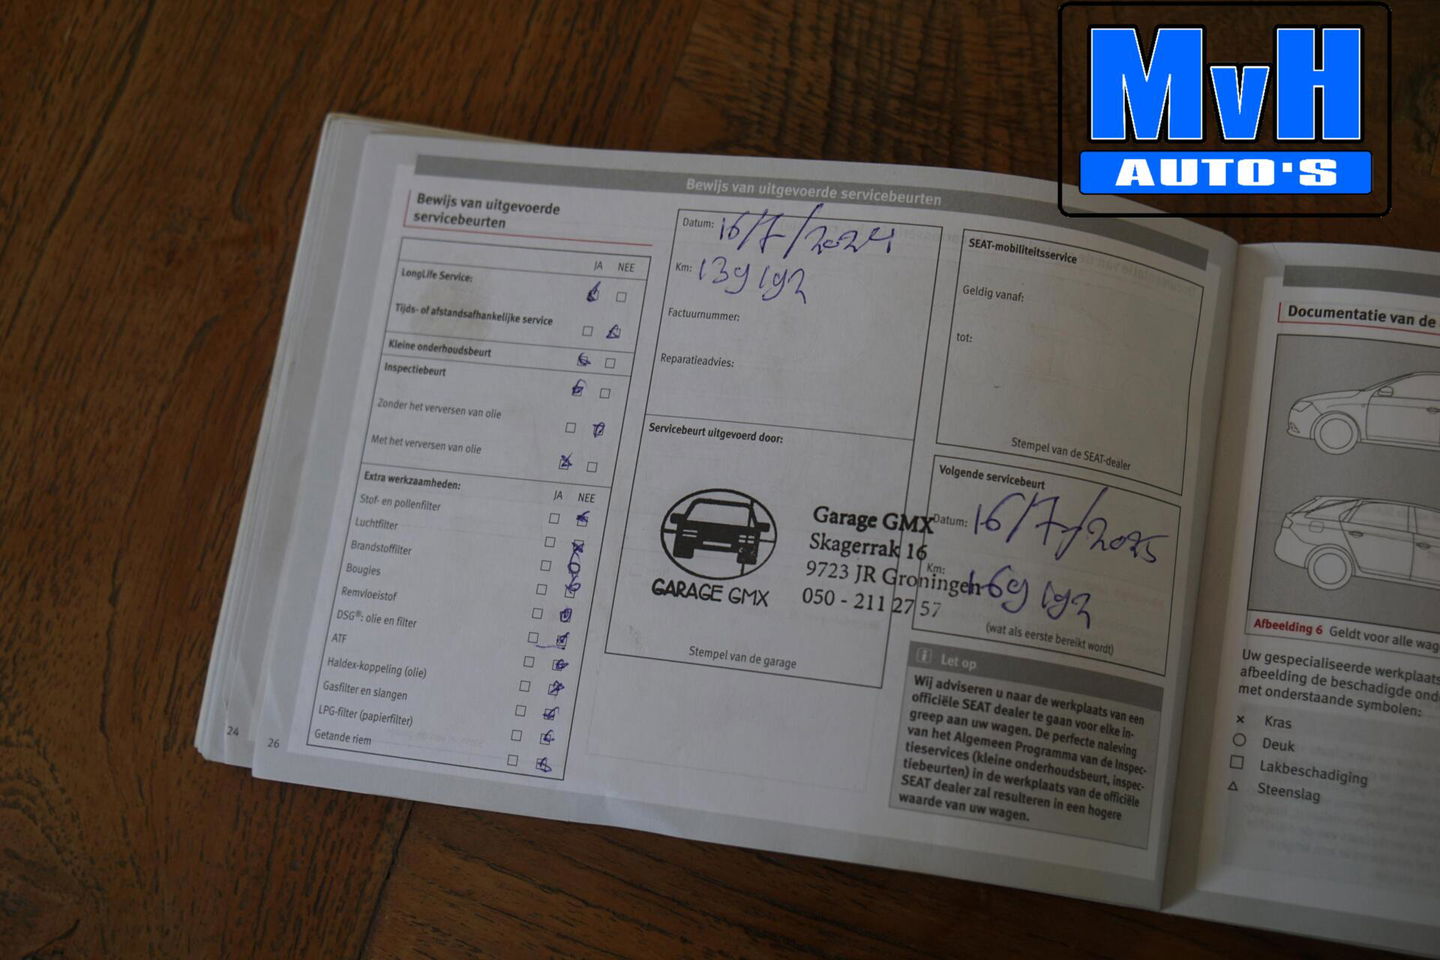 MvH
AUTO'S
Bewijs van uitgevoerde servicebeurten
Bewijs van uitgevoerde
servicebeurten
JA NEE
LongLife Service:
Tijds- of afstandsafhankelijke service
Kleine onderhoudsbeurt
Inspectiebeurt
Zonder het verversen van olie
Met het verversen van olie
Extra werkzaamheden: JA NEE
Stof- en pollenfilter
Luchtfilter
Brandstoffilter
Bougies
Remvloeistof
DSG®: olie en filter
ATF
Haldex-koppeling (olie)
Gasfilter en slangen
LPG-filter (papierfilter)
Getande riem
24
26
Datum: 16/7/2024
Km: 139192
Factuurnummer:
Reparatieadvies:
Servicebeurt uitgevoerd door:
GARAGE GMX
Garage GMX
Skagerrak 16
9723 JR Groningen
050 - 211 27 57
Stempel van de garage
SEAT-mobiliteitsservice
Geldig vanaf:
tot:
Stempel van de SEAT-dealer
Volgende servicebeurt
Datum: 16/7/2025
Km: 169192
(wat als eerste bereikt wordt)
i Let op
Wij adviseren u naar de werkplaats van een
officiële SEAT dealer te gaan voor elke in-
greep aan uw wagen. De perfecte naleving
van het Algemeen Programma van de Inspec-
tieservices (kleine onderhoudsbeurt, inspec-
tiebeurten) in de werkplaats van de officiële
SEAT dealer zal resulteren in een hogere
waarde van uw wagen.
Documentatie van de
Afbeelding 6 Geldt voor alle wag
Uw gespecialiseerde werkplaats
afbeelding de beschadigde ond
met onderstaande symbolen:
× Kras
○ Deuk
□ Lakbeschadiging
△ Steenslag